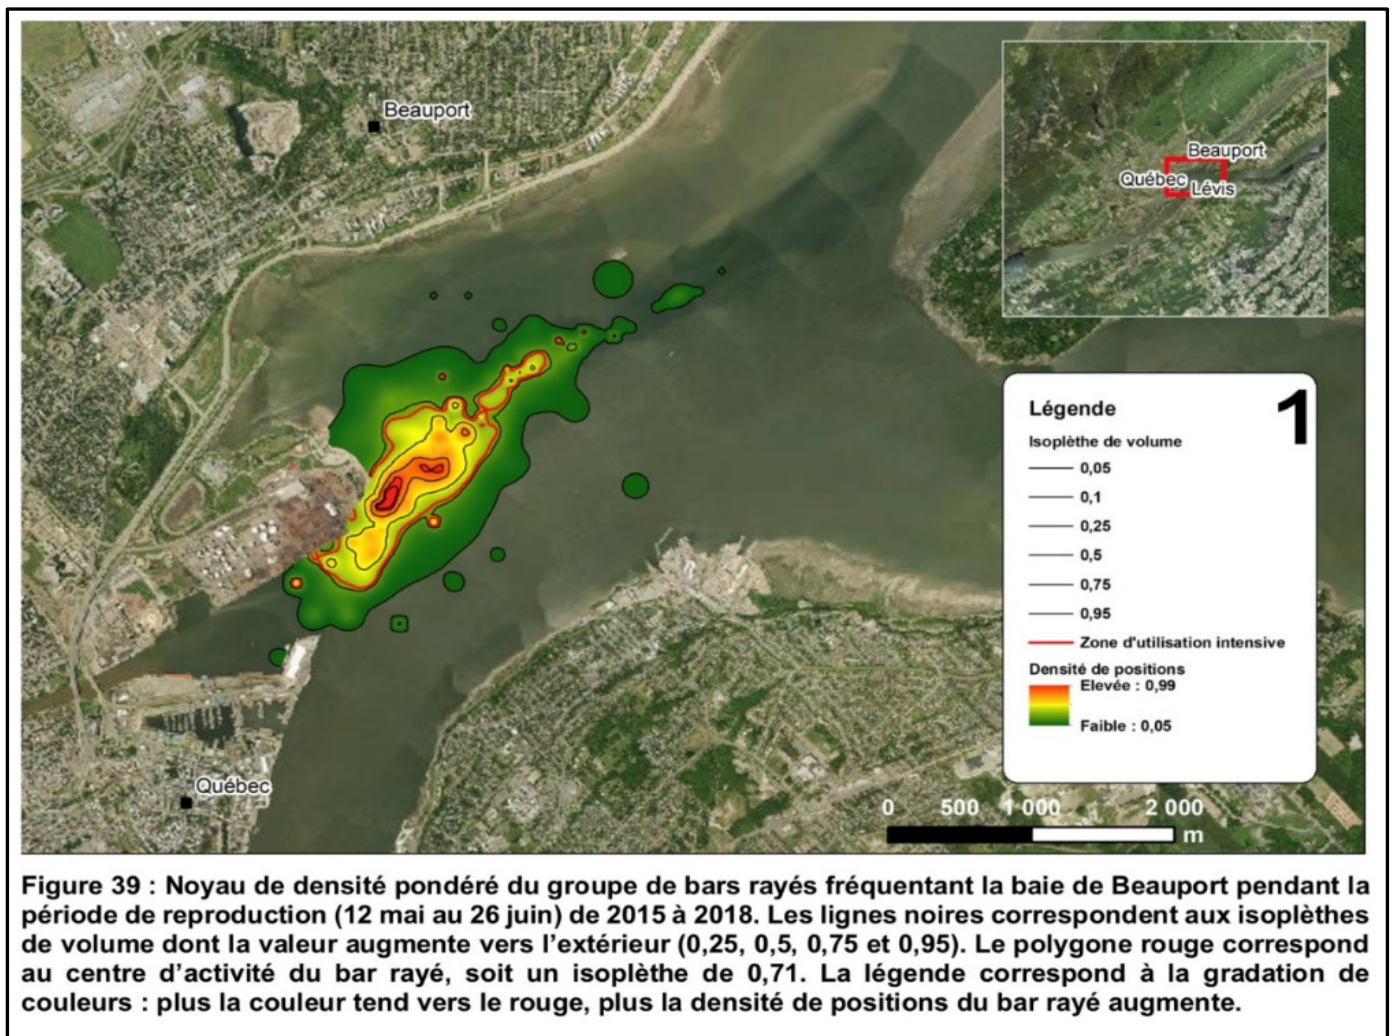 Beauport
Beauport
Québec
Lévis
1
Légende
Isoplèthe de volume
0,05
0,1
0,25
0,5
0,75
0,95
Zone d'utilisation intensive
Densité de positions
Elevée : 0,99
Faible : 0,05
Québec
0 500 1 000 2 000
m
Figure 39 : Noyau de densité pondéré du groupe de bars rayés fréquentant la baie de Beauport pendant la
période de reproduction (12 mai au 26 juin) de 2015 à 2018. Les lignes noires correspondent aux isoplèthes
de volume dont la valeur augmente vers l’extérieur (0,25, 0,5, 0,75 et 0,95). Le polygone rouge correspond
au centre d’activité du bar rayé, soit un isoplèthe de 0,71. La légende correspond à la gradation de
couleurs : plus la couleur tend vers le rouge, plus la densité de positions du bar rayé augmente.